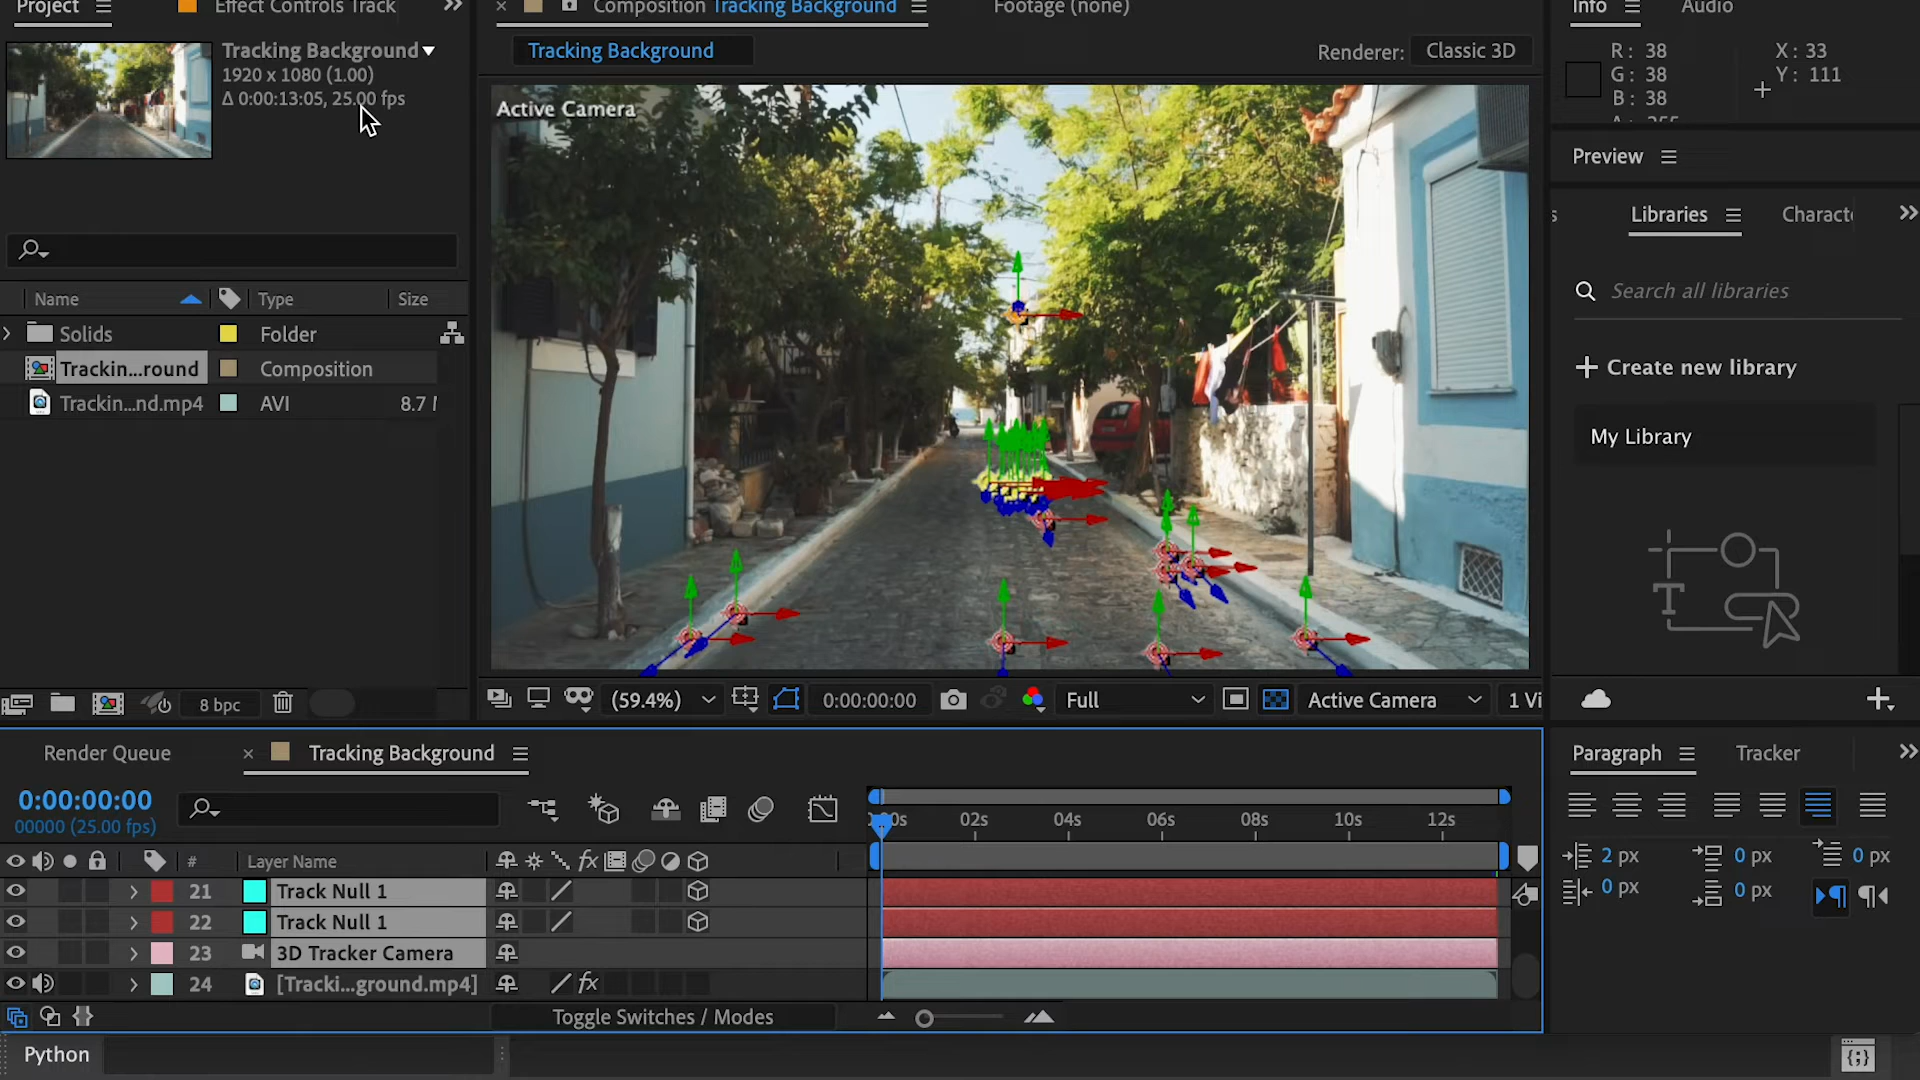 Project
Effect Controls Track
Composition Tracking Background
Footage (none)
Info
Audio
Tracking Background
1920 x 1080 (1.00)
Δ 0:00:13:05, 25.00 fps
Tracking Background
Renderer: Classic 3D
R: 38
G: 38
B: 38
X: 33
Y: 111
Active Camera
Preview
Libraries
Name
Type
Size
Search all libraries
Solids
Folder
Trackin...round
Composition
Create new library
Trackin...nd.mp4
AVI
8.7
My Library
8 bpc
(59.4%)
0:00:00:00
Full
Active Camera
Render Queue
Tracking Background
Paragraph
Tracker
0:00:00:00
00000 (25.00 fps)
02s
04s
06s
08s
10s
12s
# Layer Name
fx
2 px
0 px
0 px
0 px
0 px
21 Track Null 1
22 Track Null 1
23 3D Tracker Camera
24 [Tracki...ground.mp4] fx
Toggle Switches / Modes
Python